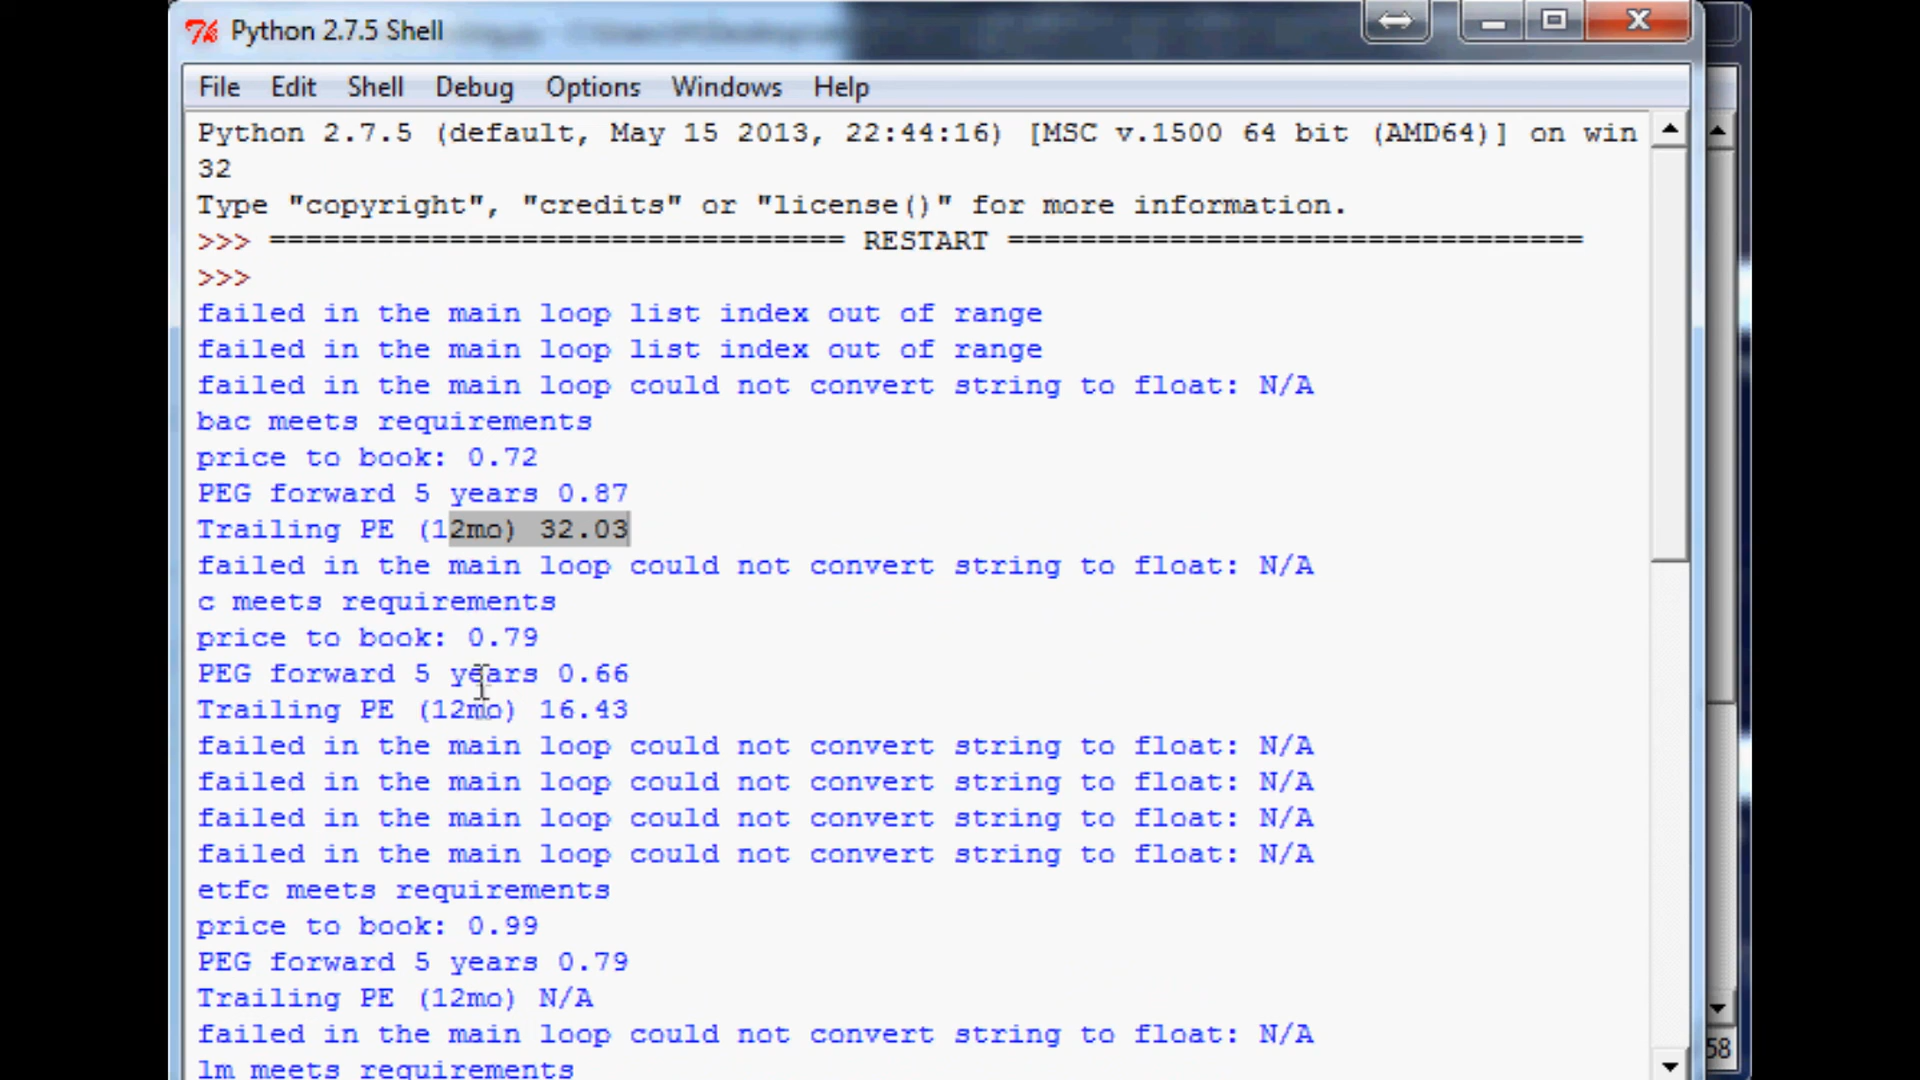 Python 2.7.5 Shell
File Edit Shell Debug Options Windows Help
Python 2.7.5 (default, May 15 2013, 22:44:16) [MSC v.1500 64 bit (AMD64)] on win
32
Type "copyright", "credits" or "license()" for more information.
>>> ================================ RESTART ================================
>>>
failed in the main loop list index out of range
failed in the main loop list index out of range
failed in the main loop could not convert string to float: N/A
bac meets requirements
price to book: 0.72
PEG forward 5 years 0.87
Trailing PE (12mo) 32.03
failed in the main loop could not convert string to float: N/A
c meets requirements
price to book: 0.79
PEG forward 5 years 0.66
Trailing PE (12mo) 16.43
failed in the main loop could not convert string to float: N/A
failed in the main loop could not convert string to float: N/A
failed in the main loop could not convert string to float: N/A
failed in the main loop could not convert string to float: N/A
etfc meets requirements
price to book: 0.99
PEG forward 5 years 0.79
Trailing PE (12mo) N/A
failed in the main loop could not convert string to float: N/A
lm meets requirements
58